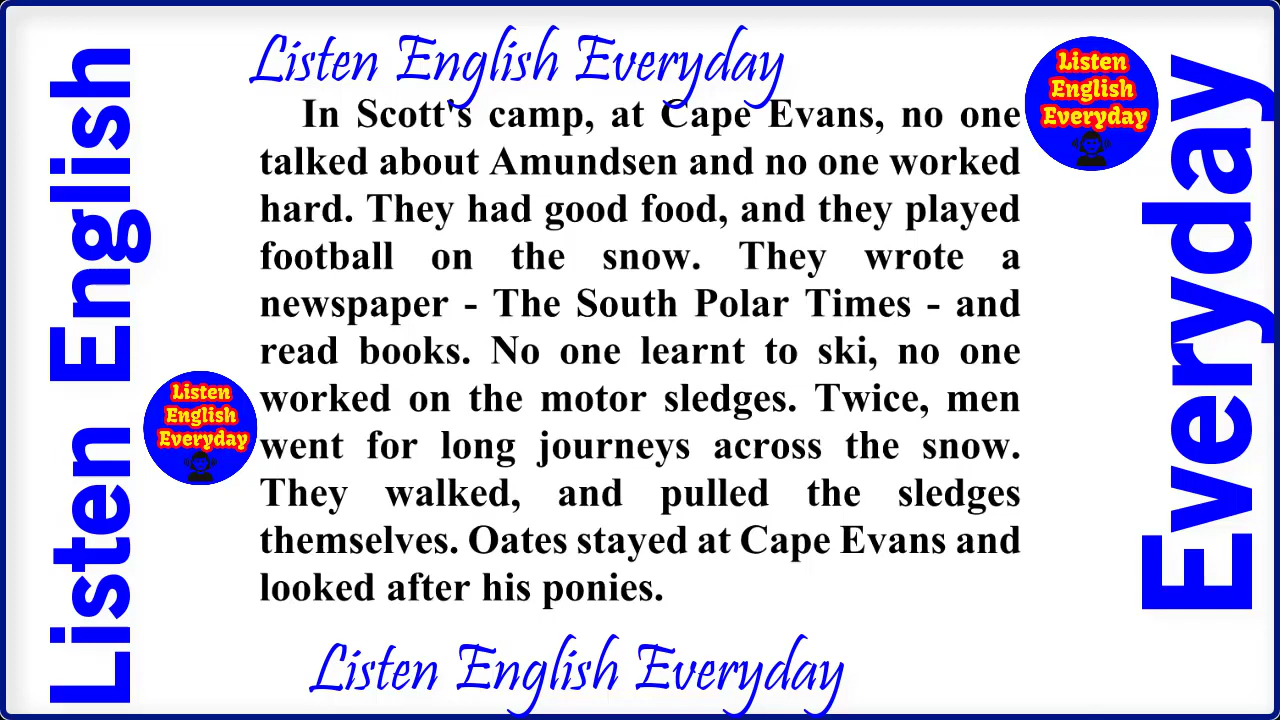 Listen English Everyday
In Scott's camp, at Cape Evans, no one
talked about Amundsen and no one worked
hard. They had good food, and they played
football on the snow. They wrote a
newspaper - The South Polar Times - and
read books. No one learnt to ski, no one
worked on the motor sledges. Twice, men
went for long journeys across the snow.
They walked, and pulled the sledges
themselves. Oates stayed at Cape Evans and
looked after his ponies.
Listen English Everyday
Listen English
Everyday
Listen
English
Everyday
Listen
English
Everyday